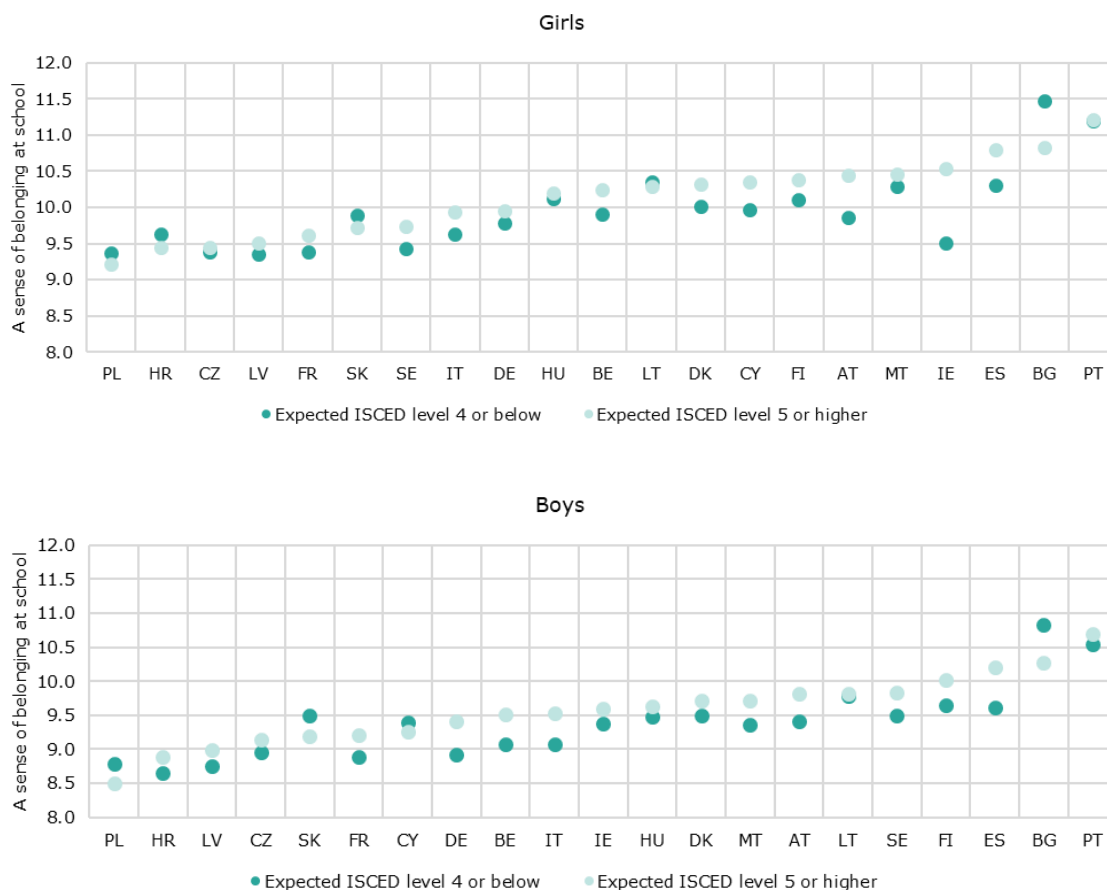 Girls
A sense of belonging at school
12.0
11.5
11.0
10.5
10.0
9.5
9.0
8.5
8.0
PL HR CZ LV FR SK SE IT DE HU BE LT DK CY FI AT MT IE ES BG PT
Expected ISCED level 4 or below Expected ISCED level 5 or higher
Boys
A sense of belonging at school
12.0
11.5
11.0
10.5
10.0
9.5
9.0
8.5
8.0
PL HR LV CZ SK FR CY DE BE IT IE HU DK MT AT LT SE FI ES BG PT
Expected ISCED level 4 or below Expected ISCED level 5 or higher